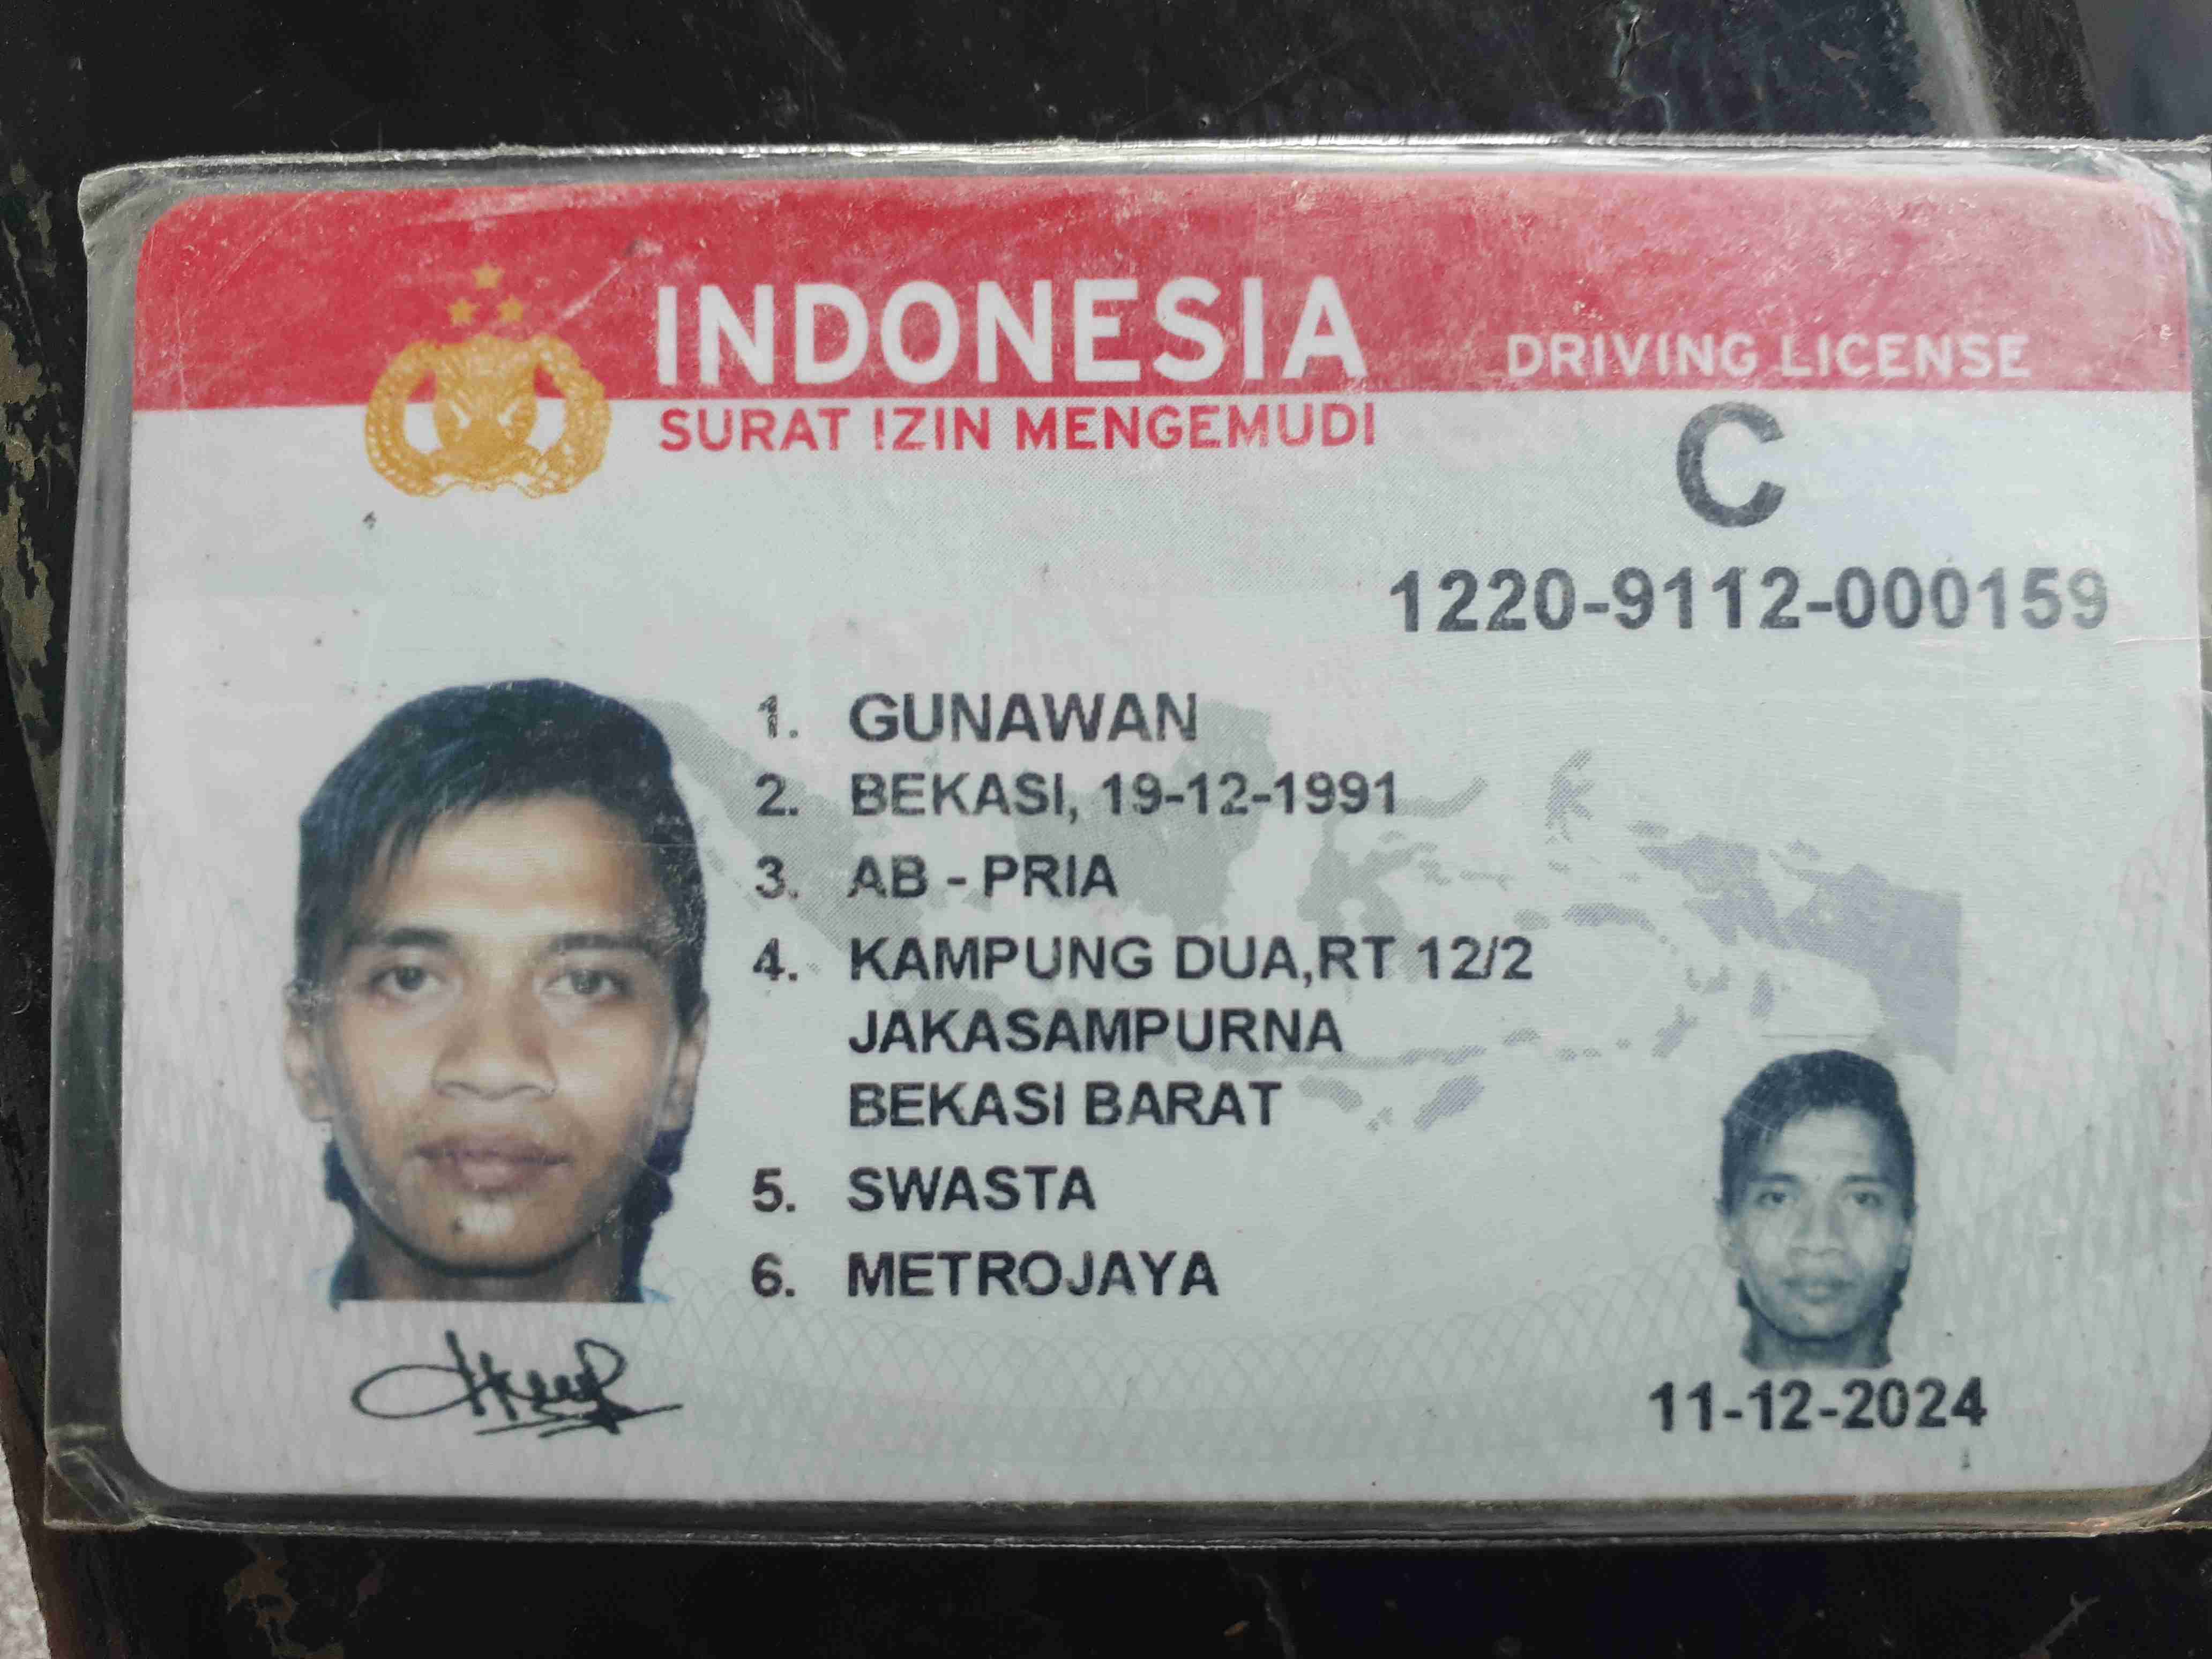 INDONESIA
DRIVING LICENSE
SURAT IZIN MENGEMUDI
C
1220-9112-000159
1. GUNAWAN
2. BEKASI, 19-12-1991
3. AB - PRIA
4. KAMPUNG DUA,RT 12/2
JAKASAMPURNA
BEKASI BARAT
5. SWASTA
6. METROJAYA
11-12-2024